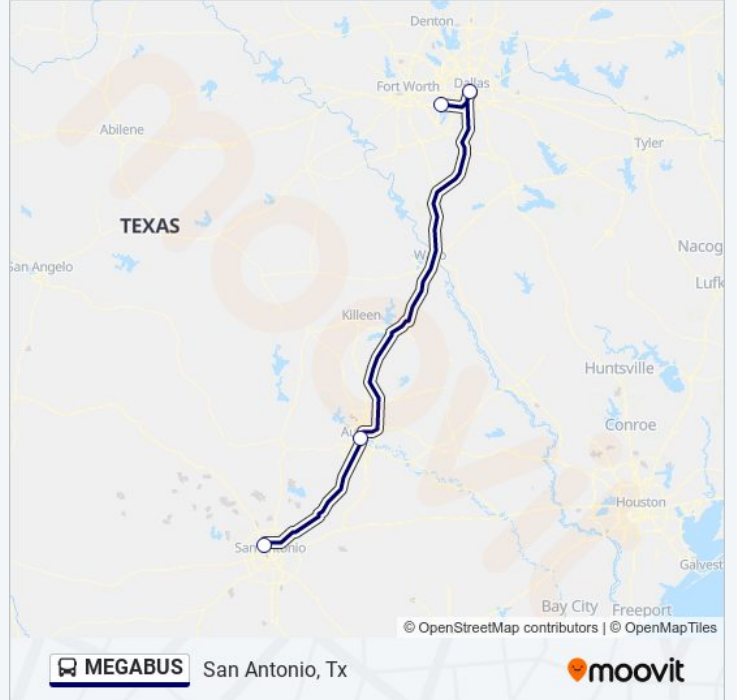 Denton
Fort Worth Dallas
Abilene
Tyler
TEXAS
Nacog
San Angelo
Lufk
Killeen
Huntsville
Conroe
Houston
Galvest
Bay City Freeport
© OpenStreetMap contributors | © OpenMapTiles
MEGABUS San Antonio, Tx
moovit